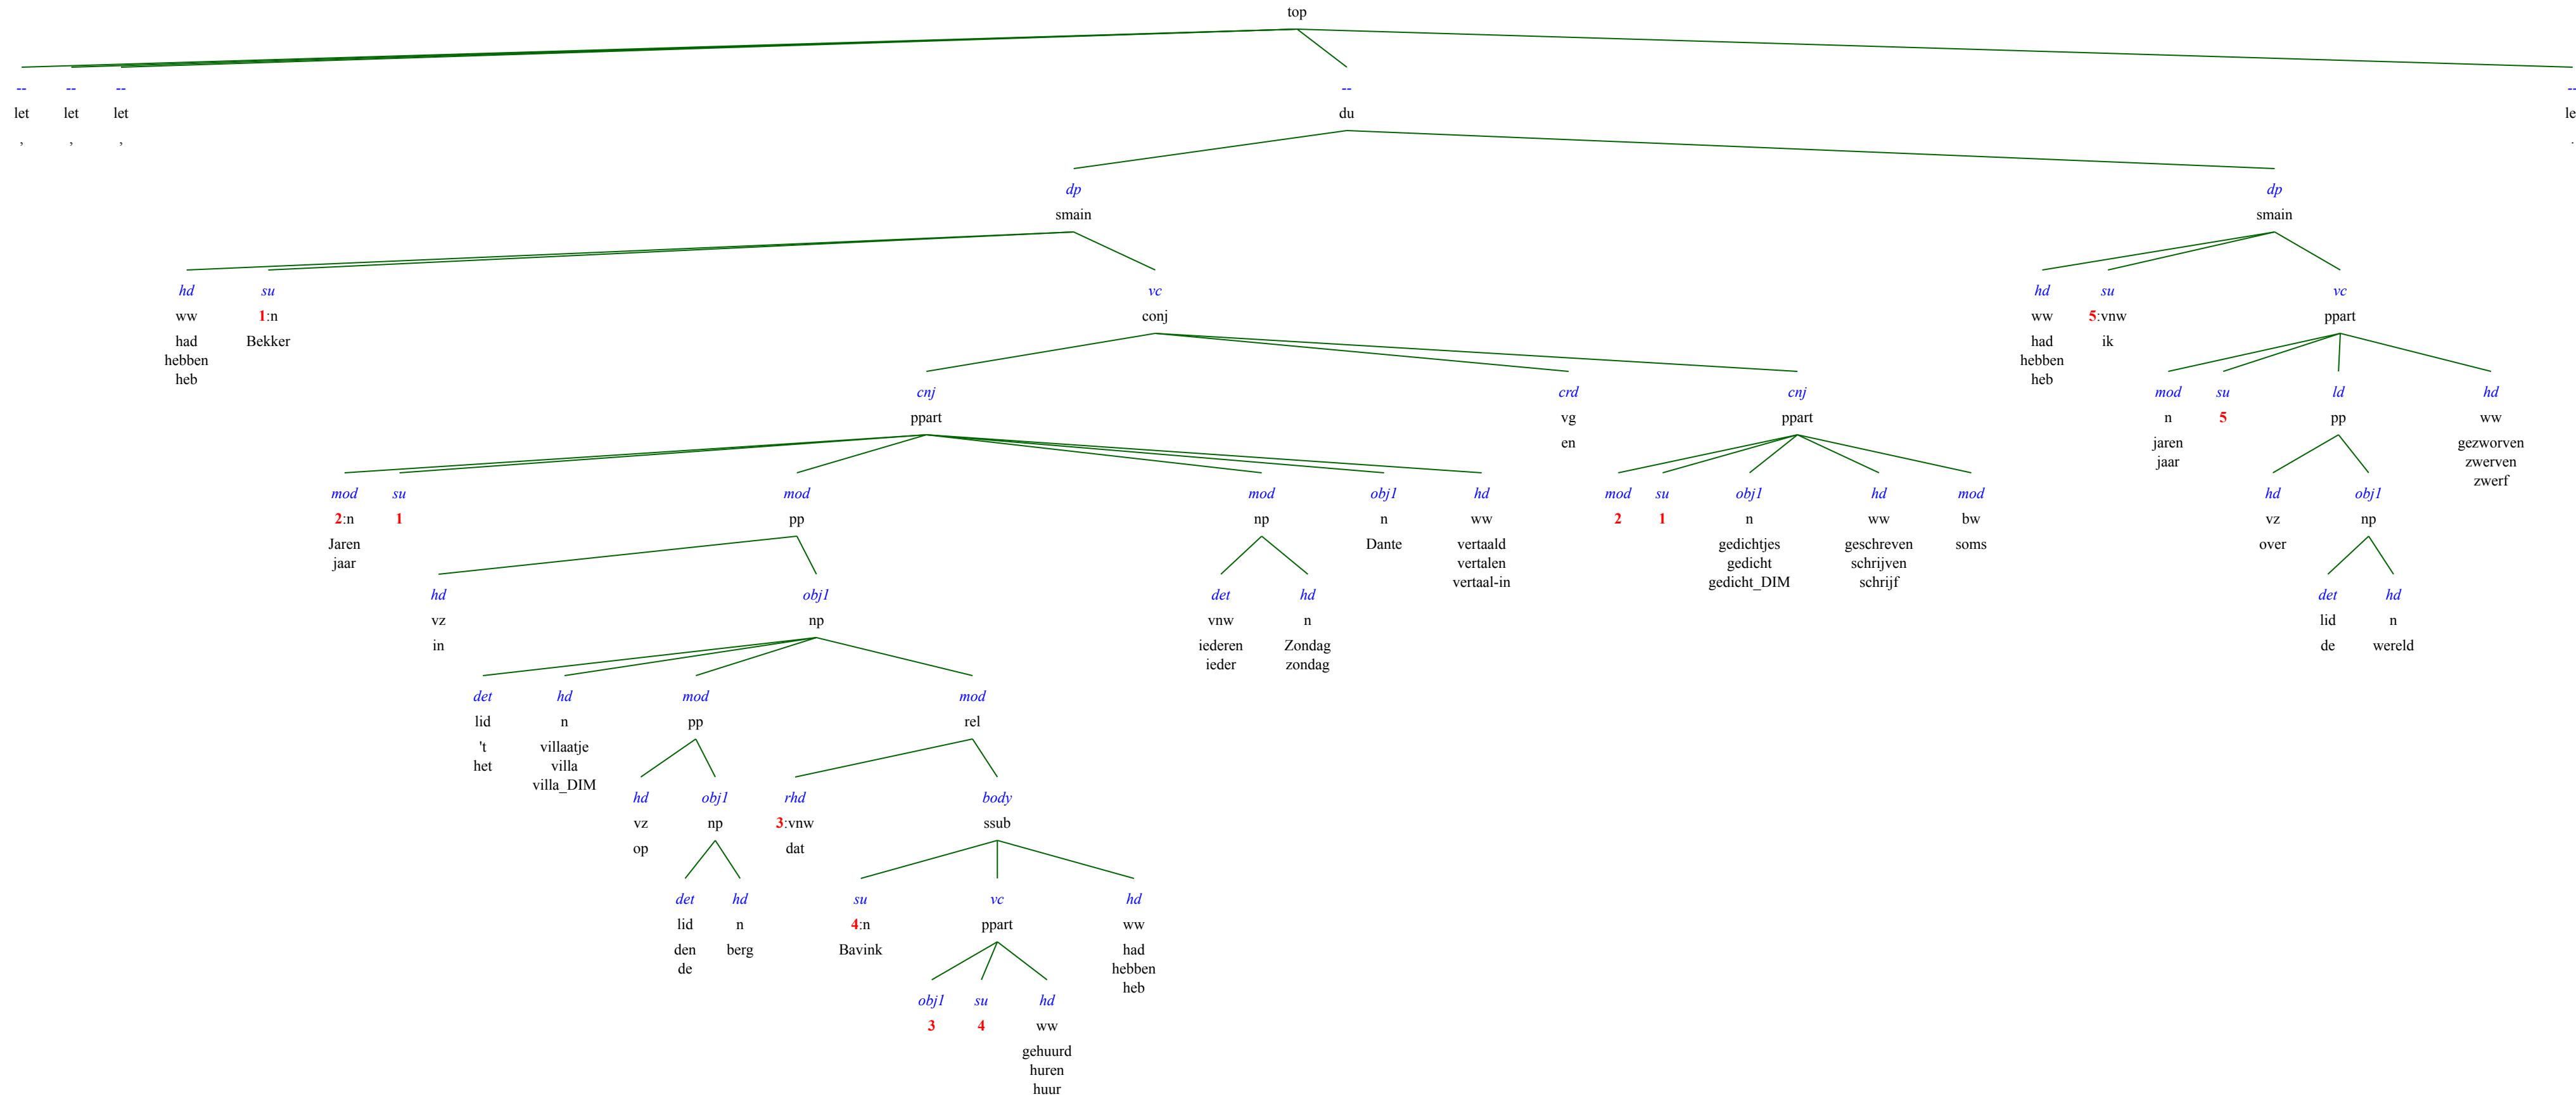 top
-- -- -- -- --
let let let du le
, , , .
dp dp
smain smain
hd su vc hd su vc
ww 1:n conj ww 5:vnw ppart
had Bekker had ik
hebben hebben
heb heb
cnj crd cnj mod su ld hd
ppart vg ppart n 5 pp ww
en jaren gezworven
jaar zwerven
zwerf
mod su mod mod obj1 hd mod su obj1 hd mod hd obj1
2:n 1 pp np n ww 2 1 n ww bw vz np
Jaren Dante vertaald gedichtjes geschreven soms over
jaar vertalen gedicht schrijven
vertaal-in gedicht_DIM schrijf
hd obj1 det hd det hd
vz np vnw n lid n
in iederen Zondag de wereld
ieder zondag
det hd mod mod
lid n pp rel
't villaatje
het villa
villa_DIM
hd obj1 rhd body
vz np 3:vnw ssub
op dat
det hd su vc hd
lid n 4:n ppart ww
den berg Bavink had
de hebben
heb
obj1 su hd
3 4 ww
gehuurd
huren
huur